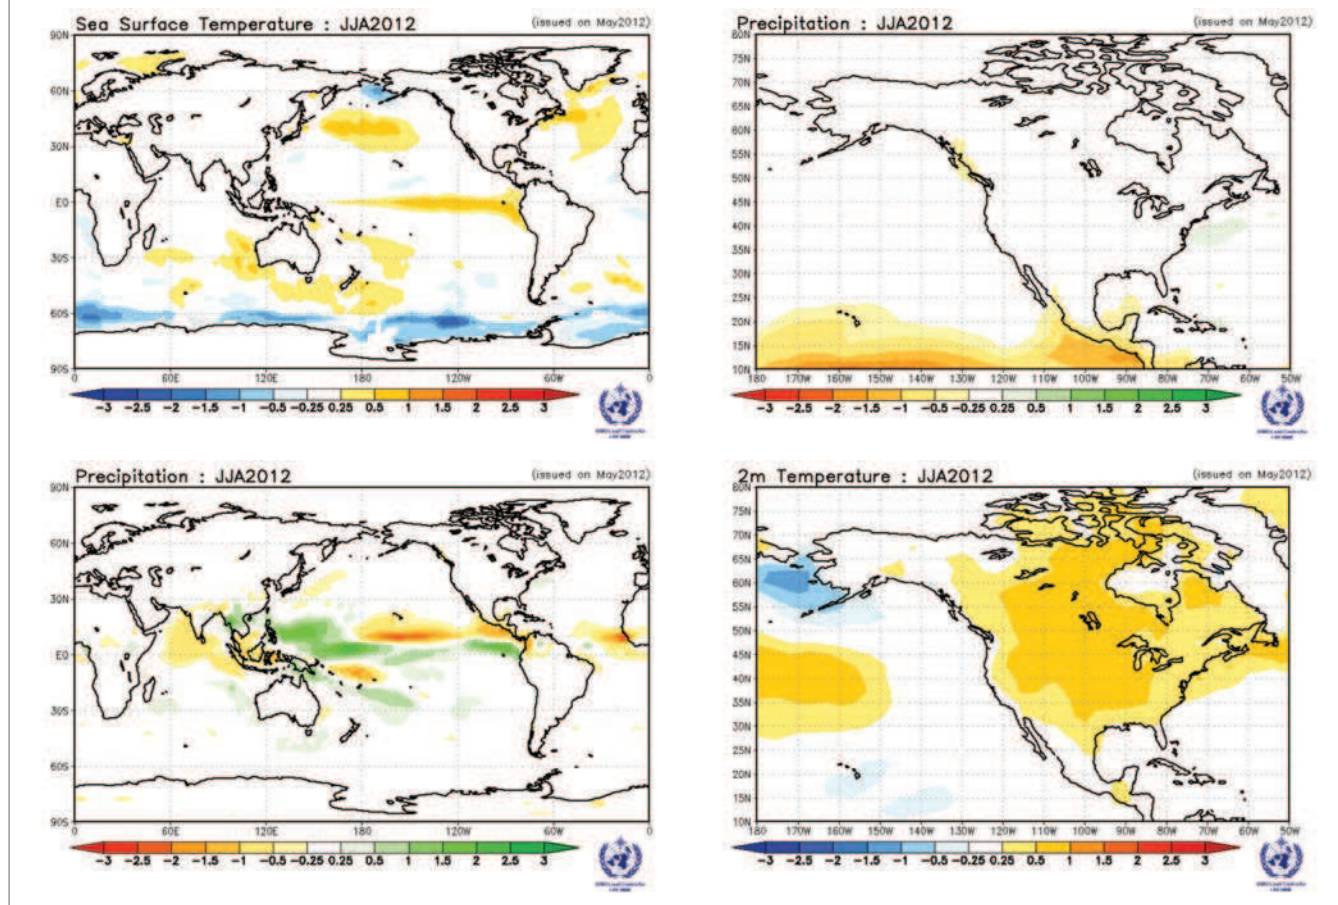 Sea Surface Temperature : JJA2012 (issued on May2012)
90N
60N
30N
EQ
30S
60S
90S
0 60E 120E 180 120W 60W 0
-3 -2.5 -2 -1.5 -1 -0.5 -0.25 0.25 0.5 1 1.5 2 2.5 3
Precipitation : JJA2012 (issued on May2012)
80N
75N
70N
65N
60N
55N
50N
45N
40N
35N
30N
25N
20N
15N
10N
180 170W 160W 150W 140W 130W 120W 110W 100W 90W 80W 70W 60W 50W
-3 -2.5 -2 -1.5 -1 -0.5 -0.25 0.25 0.5 1 1.5 2 2.5 3
Precipitation : JJA2012 (issued on May2012)
90N
60N
30N
EQ
30S
60S
90S
0 60E 120E 180 120W 60W 0
-3 -2.5 -2 -1.5 -1 -0.5 -0.25 0.25 0.5 1 1.5 2 2.5 3
2m Temperature : JJA2012 (issued on May2012)
80N
75N
70N
65N
60N
55N
50N
45N
40N
35N
30N
25N
20N
15N
10N
180 170W 160W 150W 140W 130W 120W 110W 100W 90W 80W 70W 60W 50W
-3 -2.5 -2 -1.5 -1 -0.5 -0.25 0.25 0.5 1 1.5 2 2.5 3